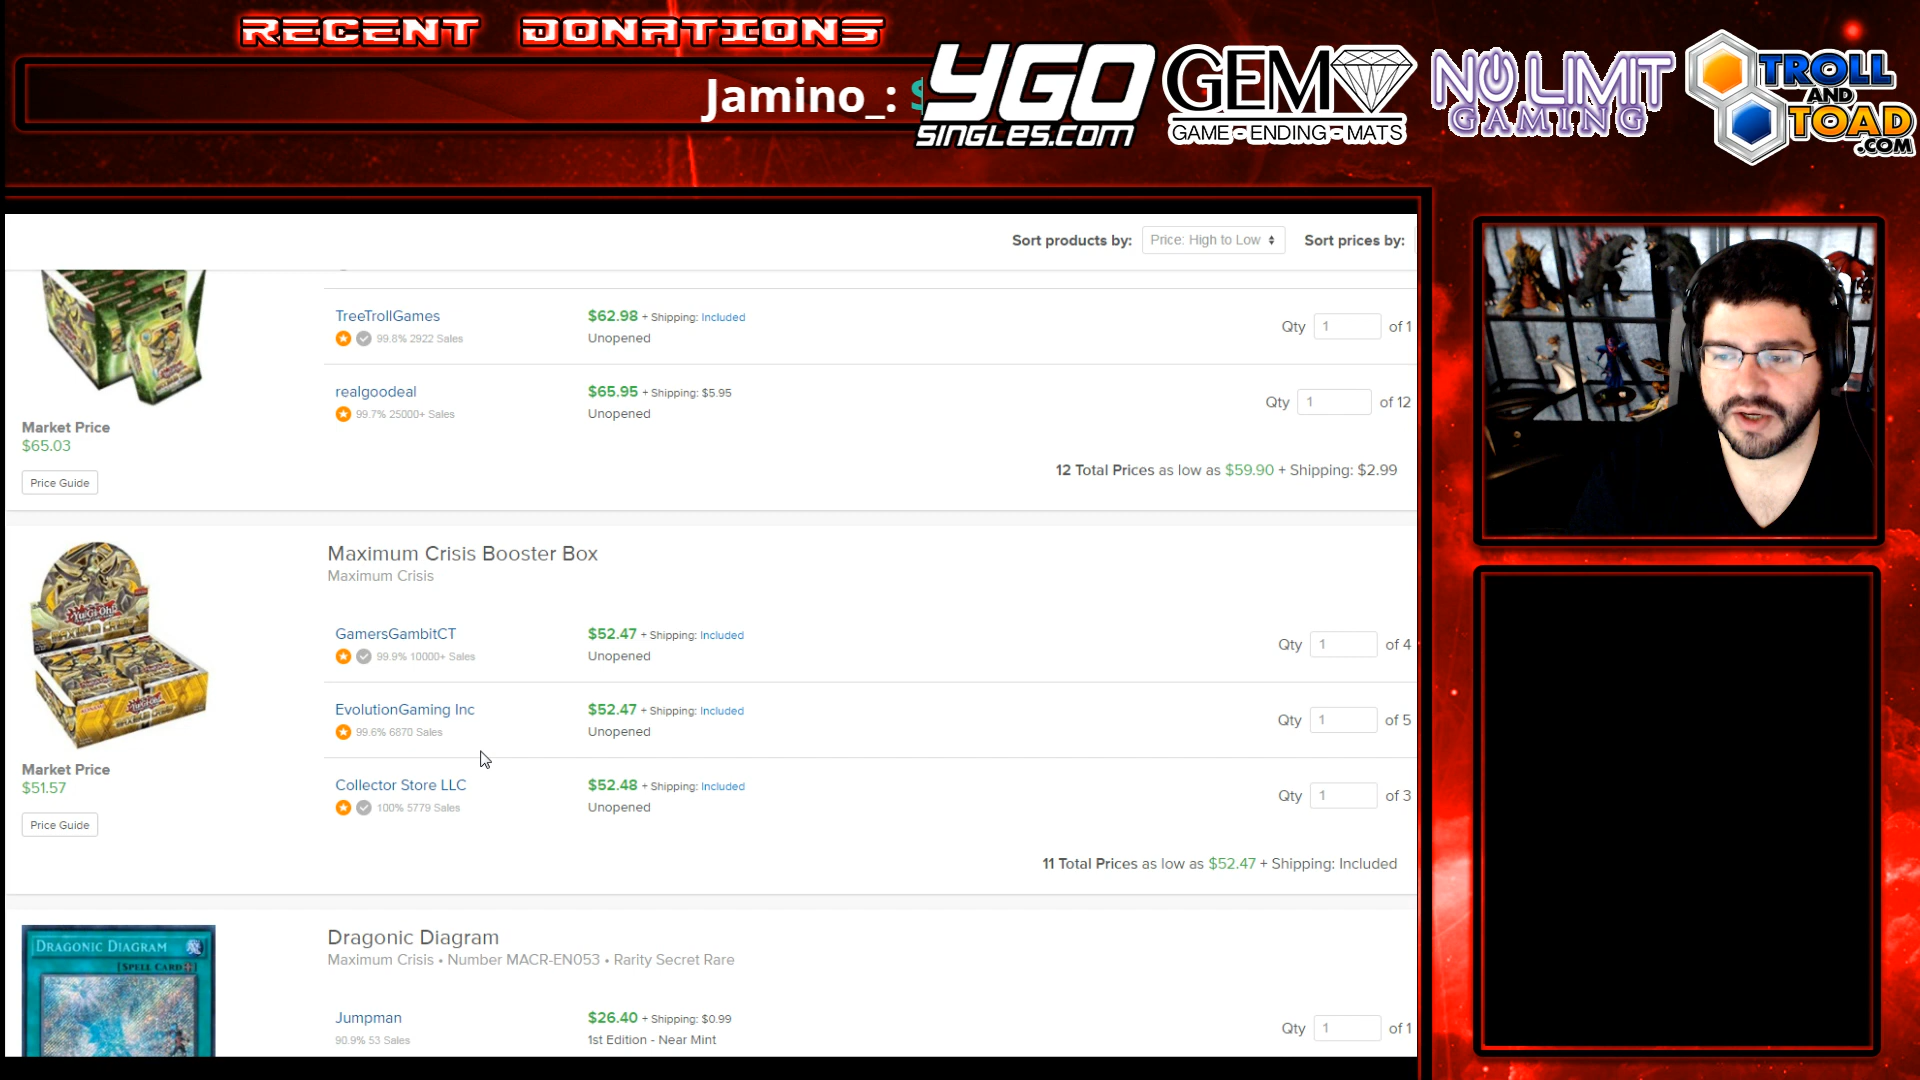 RECENT DONATIONS
Jamino_: $
YGO
SINGLES.COM
GEM
GAME - ENDING - MATS
NO LIMIT
GAMING
TROLL
AND
TOAD
.COM
Sort products by: Price: High to Low Sort prices by:
TreeTrollGames $62.98 + Shipping: Included Qty 1 of 1
99.8% 2922 Sales Unopened
realgoodeal $65.95 + Shipping: $5.95 Qty 1 of 12
99.7% 25000+ Sales Unopened
Market Price
$65.03
12 Total Prices as low as $59.90 + Shipping: $2.99
Price Guide
Maximum Crisis Booster Box
Maximum Crisis
GamersGambitCT $52.47 + Shipping: Included Qty 1 of 4
99.9% 10000+ Sales Unopened
EvolutionGaming Inc $52.47 + Shipping: Included Qty 1 of 5
99.6% 6870 Sales Unopened
Market Price
$51.57
Collector Store LLC $52.48 + Shipping: Included Qty 1 of 3
100% 5779 Sales Unopened
Price Guide
11 Total Prices as low as $52.47 + Shipping: Included
DRAGONIC DIAGRAM
[SPELL CARD]
Dragonic Diagram
Maximum Crisis • Number MACR-EN053 • Rarity Secret Rare
Jumpman $26.40 + Shipping: $0.99 Qty 1 of 1
90.9% 53 Sales 1st Edition - Near Mint